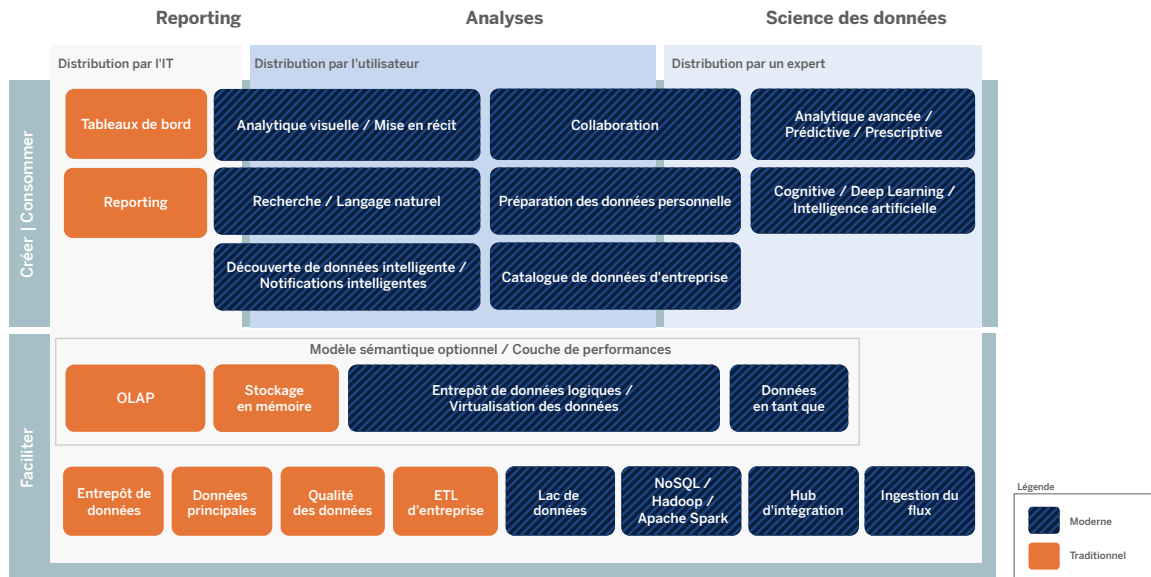 Reporting
Analyses
Science des données
Distribution par l'IT
Distribution par l'utilisateur
Distribution par un expert
Créer | Consommer
Tableaux de bord
Analytique visuelle / Mise en récit
Collaboration
Analytique avancée /
Prédictive / Prescriptive
Reporting
Recherche / Langage naturel
Préparation des données personnelle
Cognitive / Deep Learning /
Intelligence artificielle
Découverte de données intelligente /
Notifications intelligentes
Catalogue de données d'entreprise
Faciliter
Modèle sémantique optionnel / Couche de performances
OLAP
Stockage
en mémoire
Entrepôt de données logiques /
Virtualisation des données
Données
en tant que
Entrepôt de
données
Données
principales
Qualité
des données
ETL
d'entreprise
Lac de
données
NoSQL /
Hadoop /
Apache Spark
Hub
d'intégration
Ingestion du
flux
Légende
Moderne
Traditionnel